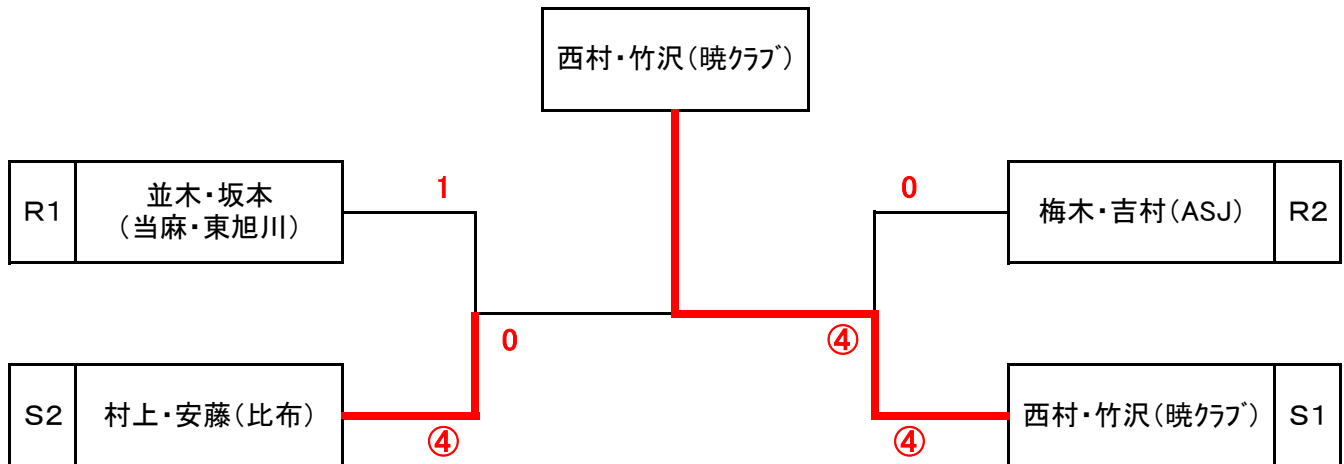 西村・竹沢(暁ｸﾗﾌﾞ)
R1
並木・坂本
(当麻・東旭川)
1
0
梅木・吉村(ASJ)
R2
0
④
S2
村上・安藤(比布)
④
④
西村・竹沢(暁ｸﾗﾌﾞ)
S1